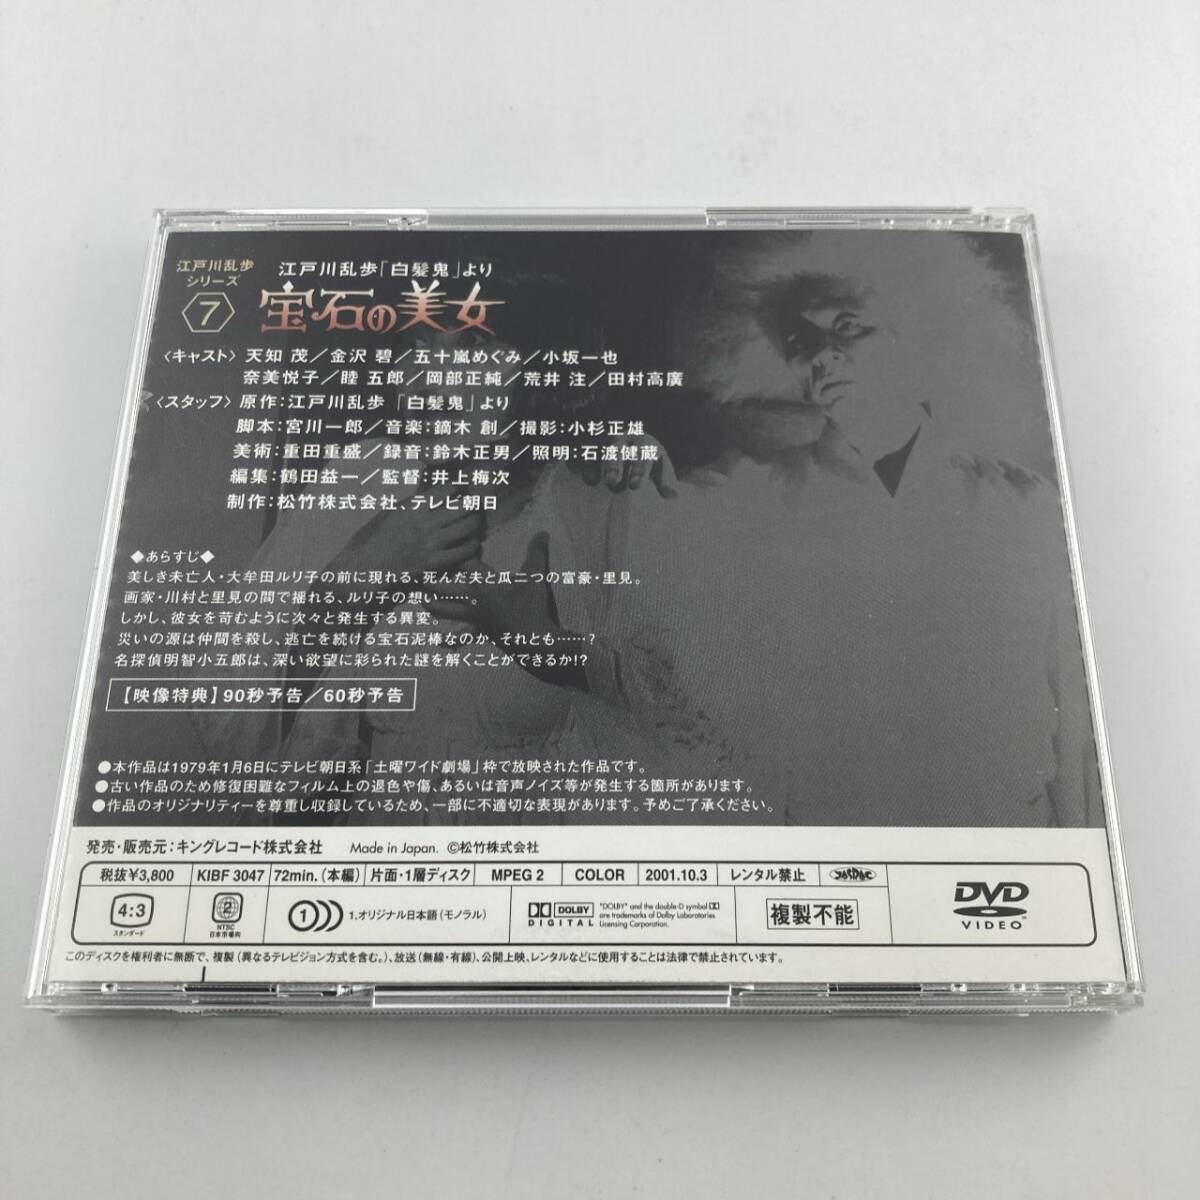 江戸川乱歩
シリーズ
7
江戸川乱歩「白髪鬼」より
宝石の美女
〈キャスト〉天知 茂／金沢 碧／五十嵐めぐみ／小坂一也
奈美悦子／睦 五郎／岡部正純／荒井 注／田村高廣
〈スタッフ〉原作：江戸川乱歩 「白髪鬼」より
脚本：宮川一郎／音楽：鏑木 創／撮影：小杉正雄
美術：重田重盛／録音：鈴木正男／照明：石渡健蔵
編集：鶴田益一／監督：井上梅次
制作：松竹株式会社、テレビ朝日
◆あらすじ◆
美しき未亡人・大牟田ルリ子の前に現れる、死んだ夫と瓜二つの富豪・里見。
画家・川村と里見の間で揺れる、ルリ子の想い……。
しかし、彼女を苛むように次々と発生する異変。
災いの源は仲間を殺し、逃亡を続ける宝石泥棒なのか、それとも……？
名探偵明智小五郎は、深い欲望に彩られた謎を解くことができるか!?
【映像特典】90秒予告／60秒予告
●本作品は1979年1月6日にテレビ朝日系「土曜ワイド劇場」枠で放映された作品です。
●古い作品のため修復困難なフィルム上の退色や傷、あるいは音声ノイズ等が発生する箇所があります。
●作品のオリジナリティーを尊重し収録しているため、一部に不適切な表現があります。予めご了承ください。
発売・販売元：キングレコード株式会社 Made in Japan. ©松竹株式会社
税抜¥3,800 KIBF 3047 72min.（本編） 片面・1層ディスク MPEG 2 COLOR 2001.10.3 レンタル禁止
4:3
スタンダード
2
NTSC
日本市場向
1
1.オリジナル日本語（モノラル）
DOLBY
DIGITAL
"DOLBY" and the double-D symbol
are trademarks of Dolby Laboratories
Licensing Corporation.
複製不能
DVD
VIDEO
このディスクを権利者に無断で、複製（異なるテレビジョン方式を含む。）、放送（無線・有線）、公開上映、レンタルなどに使用することは法律で禁止されています。